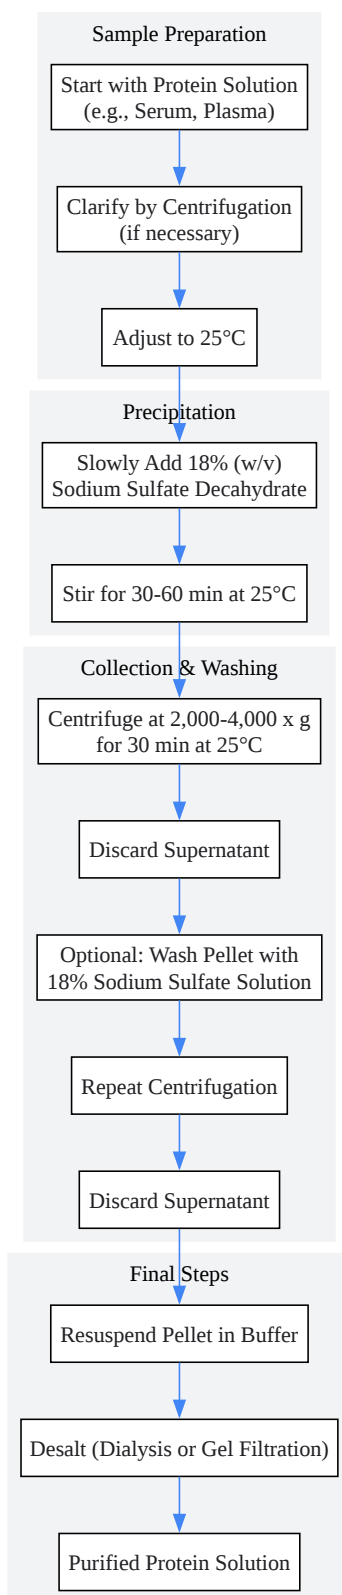 Sample Preparation
Start with Protein Solution
(e.g., Serum, Plasma)
Clarify by Centrifugation
(if necessary)
Adjust to 25°C
Precipitation
Slowly Add 18% (w/v)
Sodium Sulfate Decahydrate
Stir for 30-60 min at 25°C
Collection & Washing
Centrifuge at 2,000-4,000 x g
for 30 min at 25°C
Discard Supernatant
Optional: Wash Pellet with
18% Sodium Sulfate Solution
Repeat Centrifugation
Discard Supernatant
Final Steps
Resuspend Pellet in Buffer
Desalt (Dialysis or Gel Filtration)
Purified Protein Solution